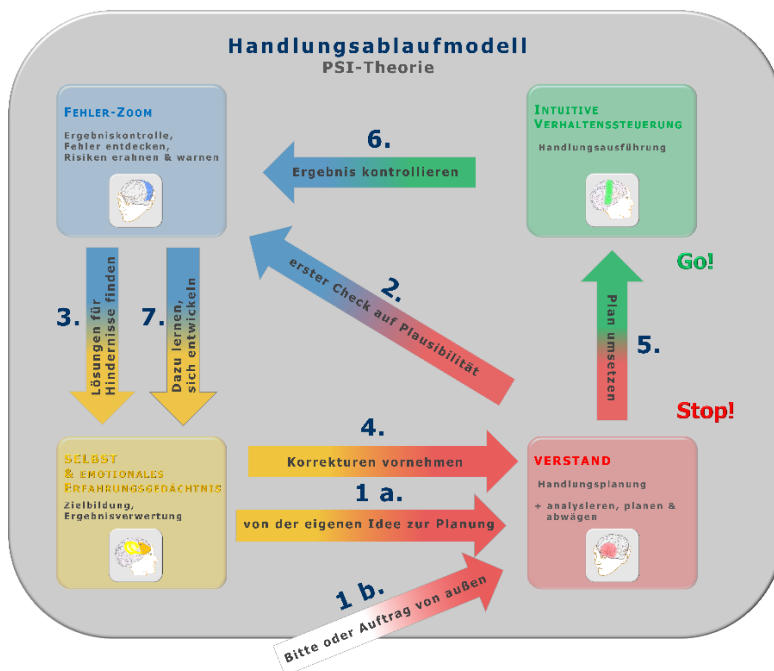 Handlungsablaufmodell
PSI-Theorie
FEHLER-ZOOM
Ergebniskontrolle,
Fehler entdecken,
Risiken erahnen & warnen
INTUITIVE
VERHALTENSSTEUERUNG
Handlungsausführung
6.
Ergebnis kontrollieren
2.
erster Check auf Plausibilität
3.
Lösungen für
Hindernisse finden
7.
Dazu lernen,
sich entwickeln
Go!
5.
Plan umsetzen
Stop!
SELBST
& EMOTIONALES
ERFAHRUNGSGEDÄCHTNIS
Zielbildung,
Ergebnisverwertung
4.
Korrekturen vornehmen
1 a.
von der eigenen Idee zur Planung
1 b.
Bitte oder Auftrag von außen
VERSTAND
Handlungsplanung
+ analysieren, planen &
abwägen